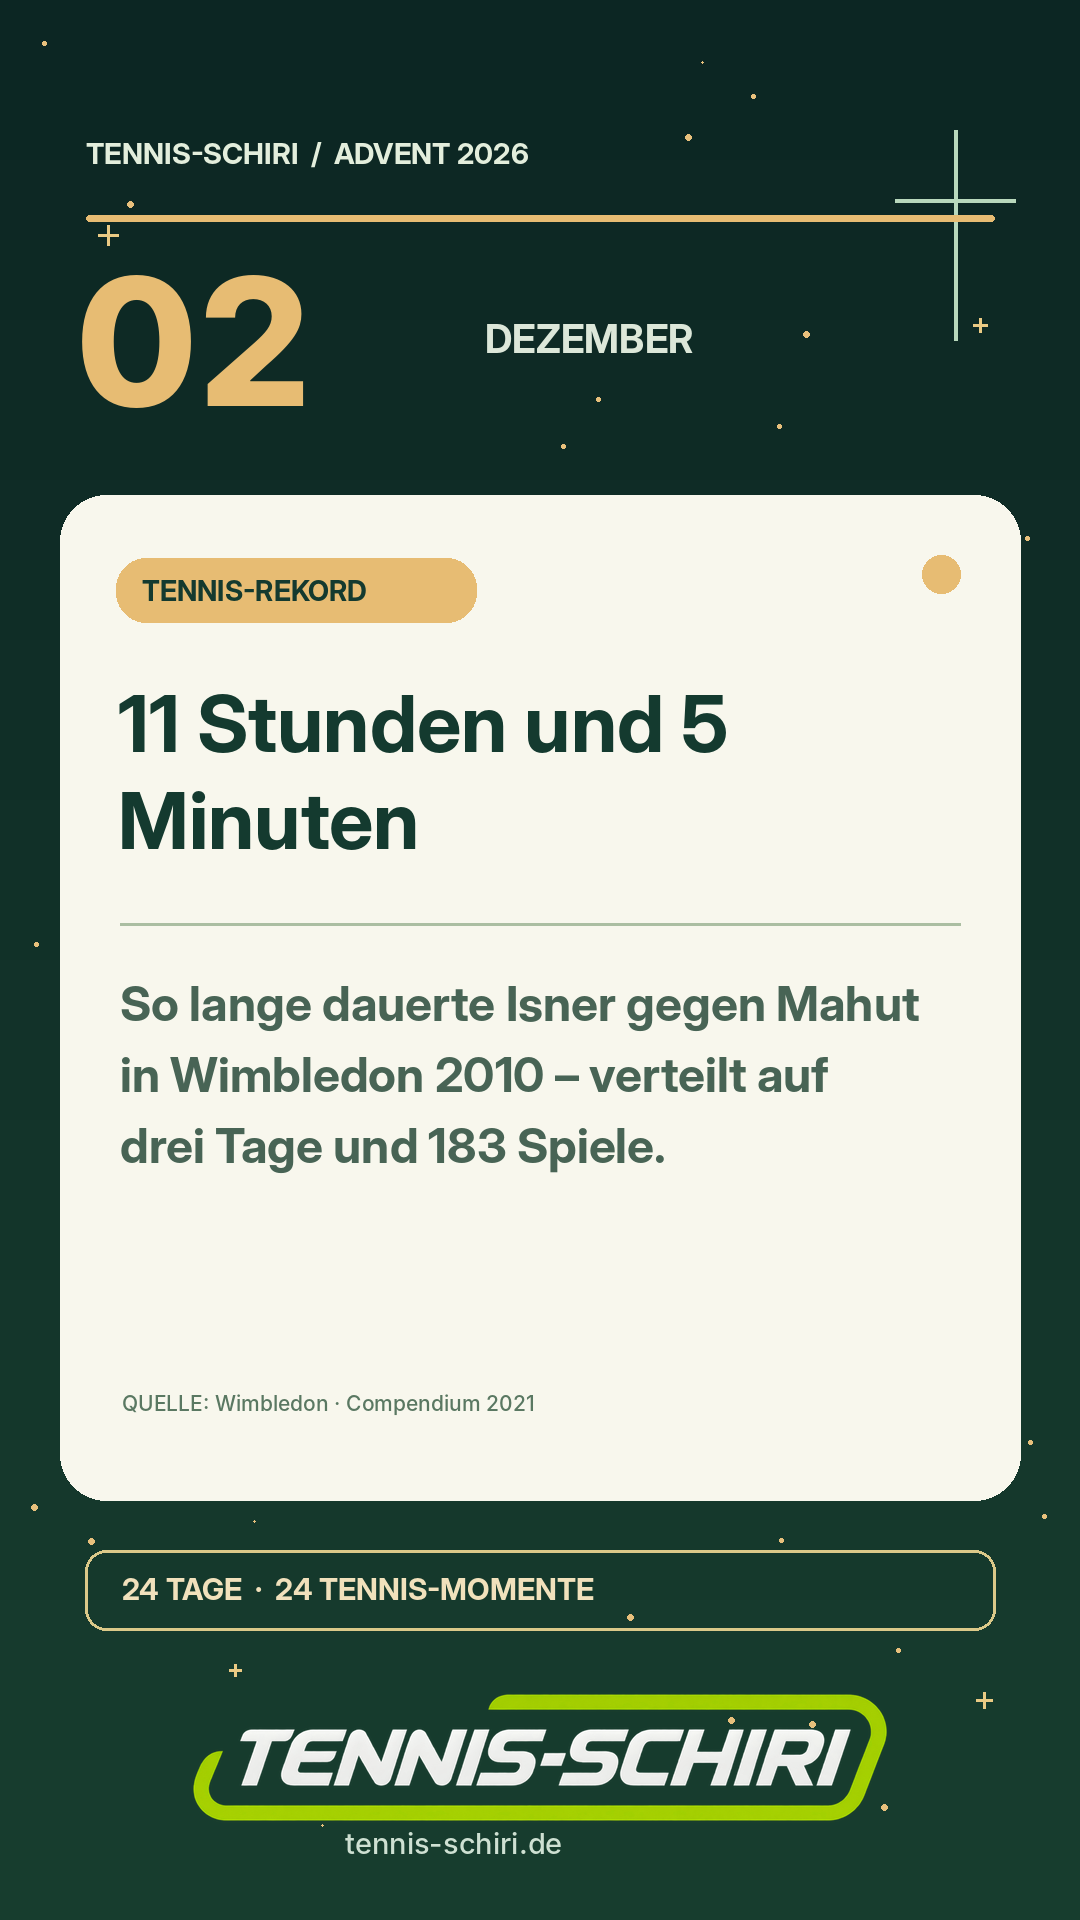 TENNIS-SCHIRI / ADVENT 2026
02
DEZEMBER
TENNIS-REKORD
11 Stunden und 5
Minuten
So lange dauerte Isner gegen Mahut
in Wimbledon 2010 – verteilt auf
drei Tage und 183 Spiele.
QUELLE: Wimbledon · Compendium 2021
24 TAGE · 24 TENNIS-MOMENTE
TENNIS-SCHIRI
tennis-schiri.de